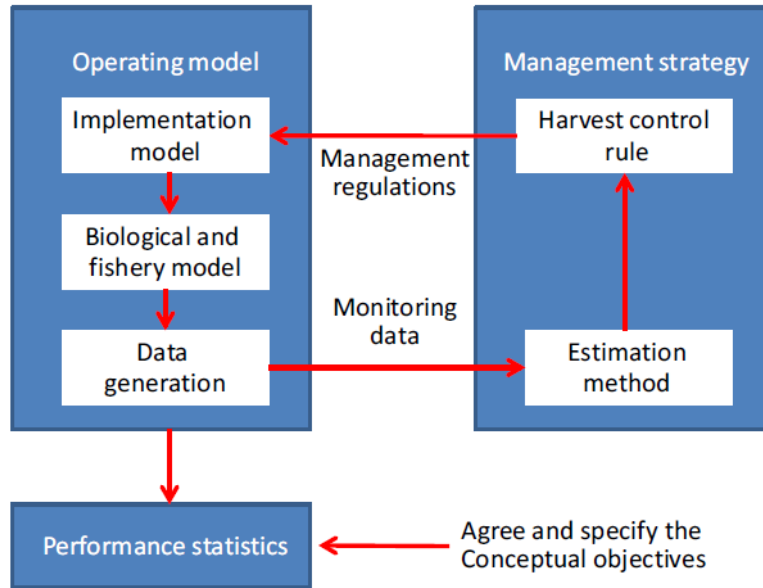 Operating model
Implementation
model
Biological and
fishery model
Data
generation
Management
regulations
Monitoring
data
Management strategy
Harvest control
rule
Estimation
method
Performance statistics
Agree and specify the
Conceptual objectives